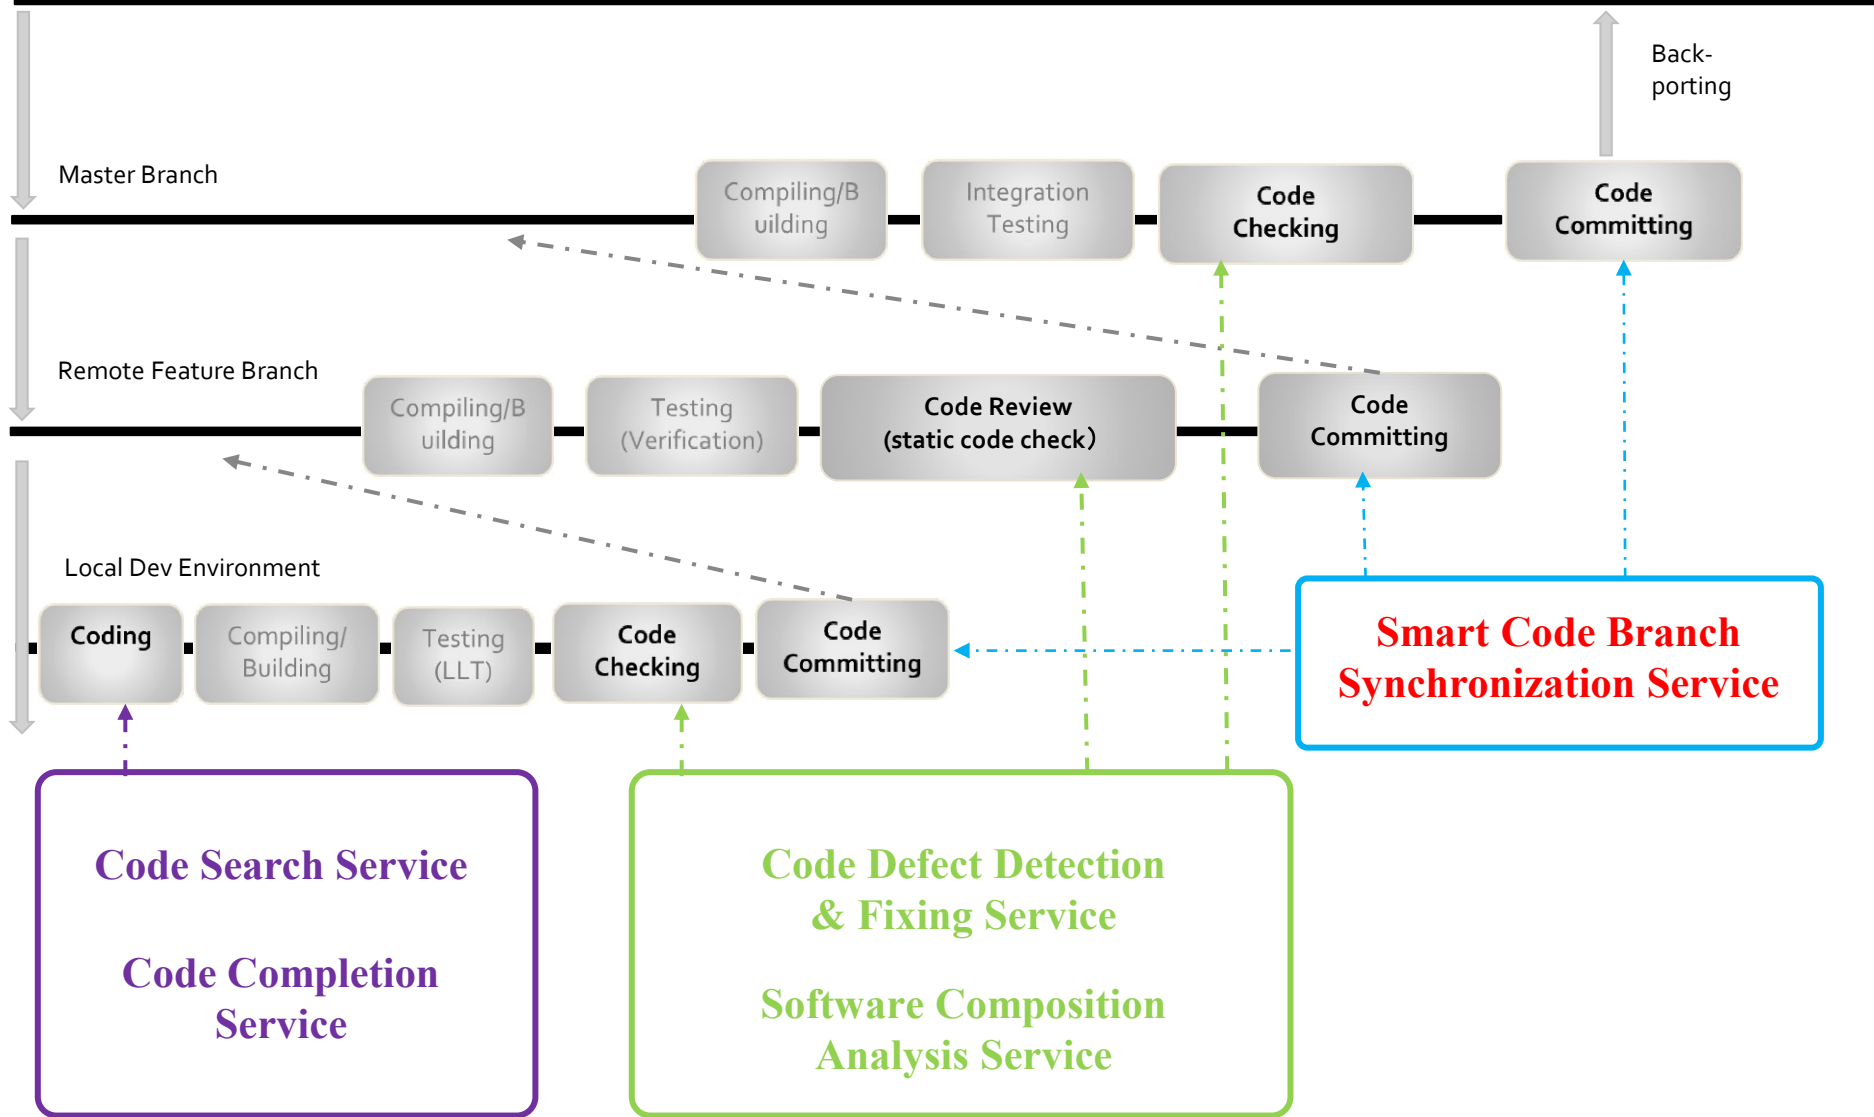 Back-
porting
Master Branch
Compiling/B
uilding
Integration
Testing
Code
Checking
Code
Committing
Remote Feature Branch
Compiling/B
uilding
Testing
(Verification)
Code Review
(static code check）
Code
Committing
Local Dev Environment
Coding
Compiling/
Building
Testing
(LLT)
Code
Checking
Code
Committing
Smart Code Branch
Synchronization Service
Code Search Service
Code Completion
Service
Code Defect Detection
& Fixing Service
Software Composition
Analysis Service